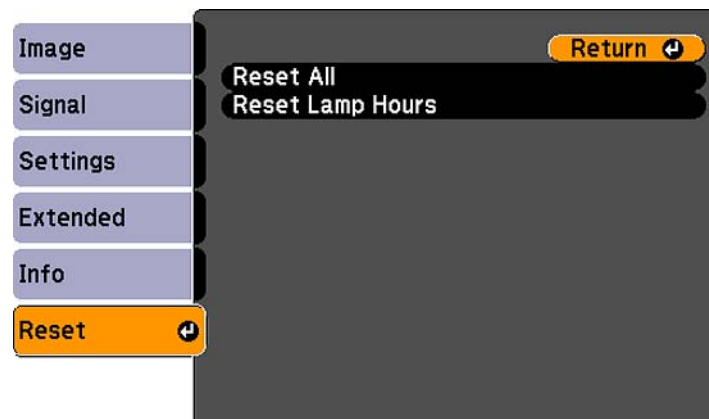 Image
Signal
Settings
Extended
Info
Reset
Return
Reset All
Reset Lamp Hours